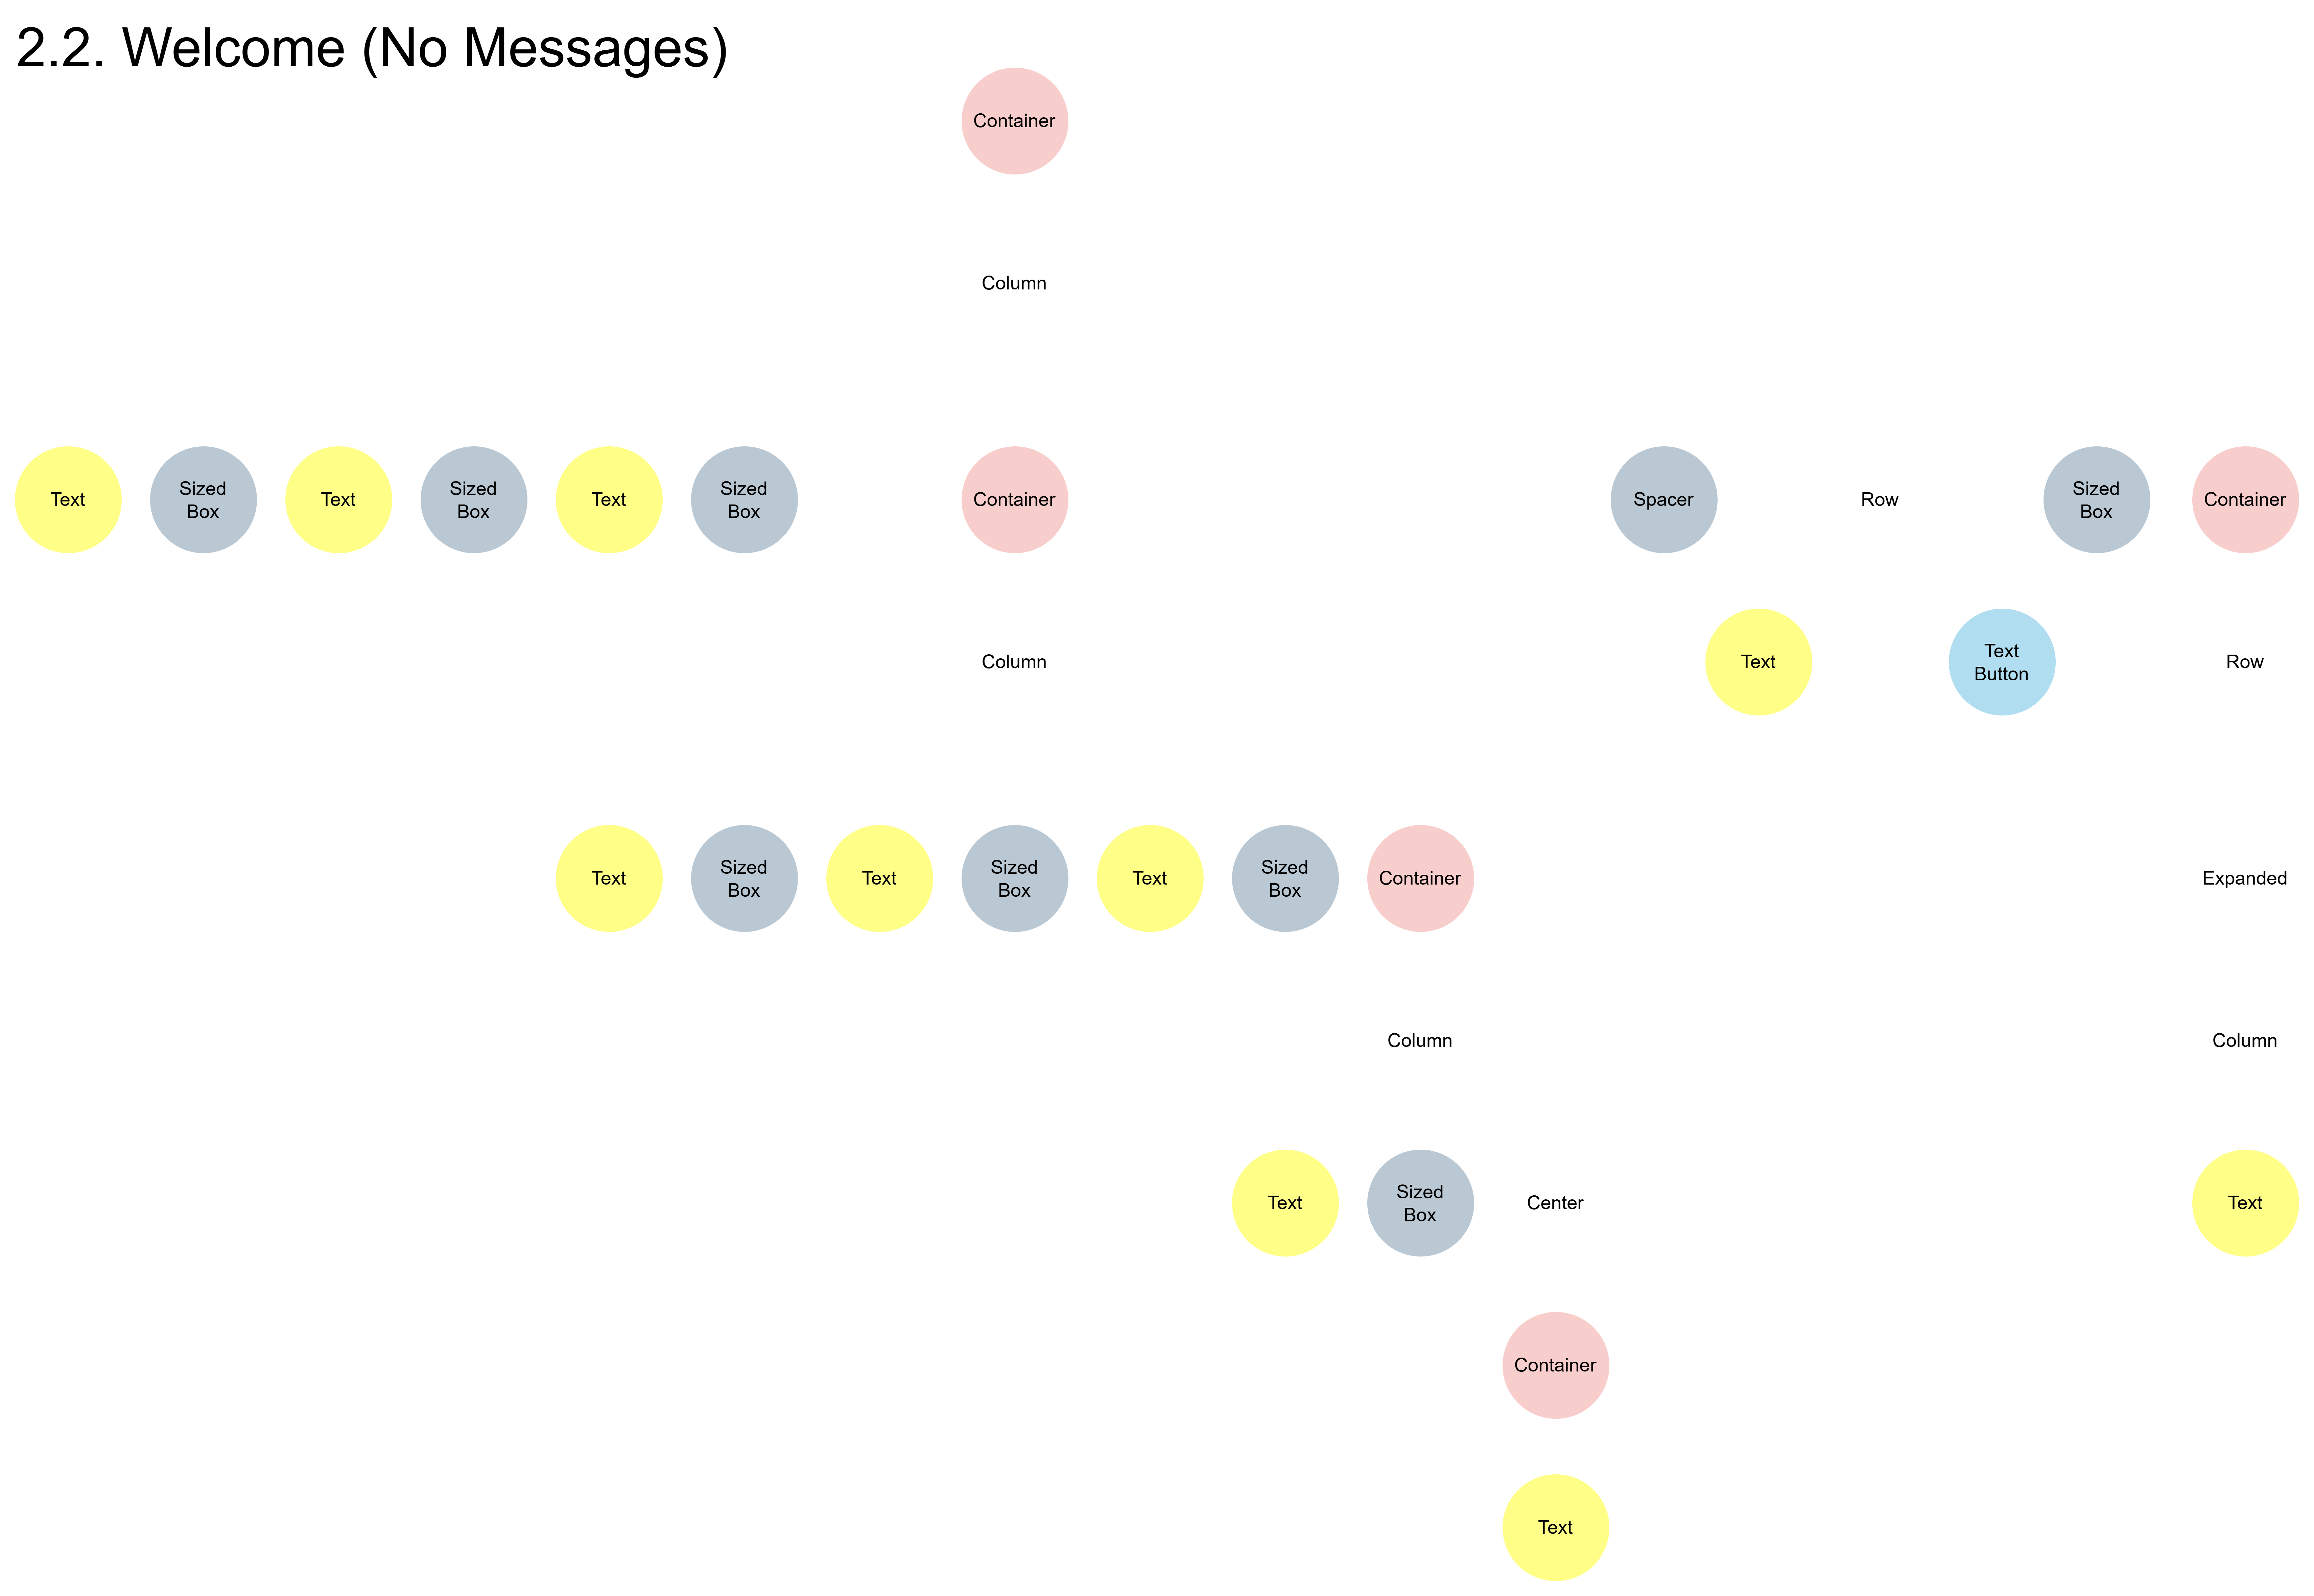 2.2. Welcome (No Messages)
Container
Column
Text
Sized
Box
Text
Sized
Box
Text
Sized
Box
Container
Spacer
Row
Sized
Box
Container
Column
Text
Text
Button
Row
Text
Sized
Box
Text
Sized
Box
Text
Sized
Box
Container
Expanded
Column
Column
Text
Sized
Box
Center
Text
Container
Text